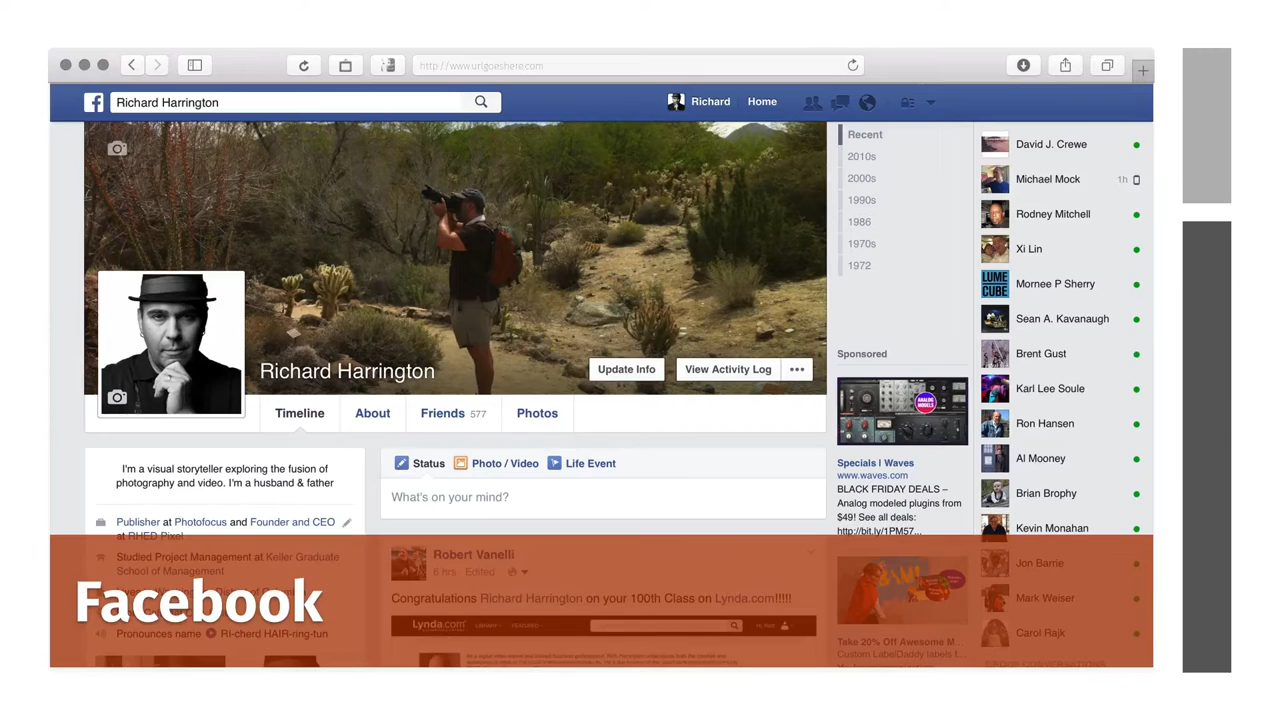 http://www.urlgoeshere.com
Richard Harrington
Richard
Home
Recent
2010s
2000s
1990s
1986
1970s
1972
Richard Harrington
Update Info
View Activity Log
Timeline
About
Friends 577
Photos
I'm a visual storyteller exploring the fusion of
photography and video. I'm a husband & father
Publisher at Photofocus and Founder and CEO
at RHED Pixel
Studied Project Management at Keller Graduate
School of Management
Pronounces name RI-cherd HAIR-ring-tun
Status
Photo / Video
Life Event
What's on your mind?
Robert Vanelli
6 hrs · Edited
Congratulations Richard Harrington on your 100th Class on Lynda.com!!!!!
Lynda.com
Sponsored
ANALOG
MODELS
Specials | Waves
www.waves.com
BLACK FRIDAY DEALS –
Analog modeled plugins from
$49! See all deals:
http://bit.ly/1PM57...
Take 20% Off Awesome M...
Custom Label/Daddy labels f...
David J. Crewe
Michael Mock
1h
Rodney Mitchell
Xi Lin
LUME
CUBE
Mornee P Sherry
Sean A. Kavanaugh
Brent Gust
Karl Lee Soule
Ron Hansen
Al Mooney
Brian Brophy
Kevin Monahan
Jon Barrie
Mark Weiser
Carol Rajk
Facebook